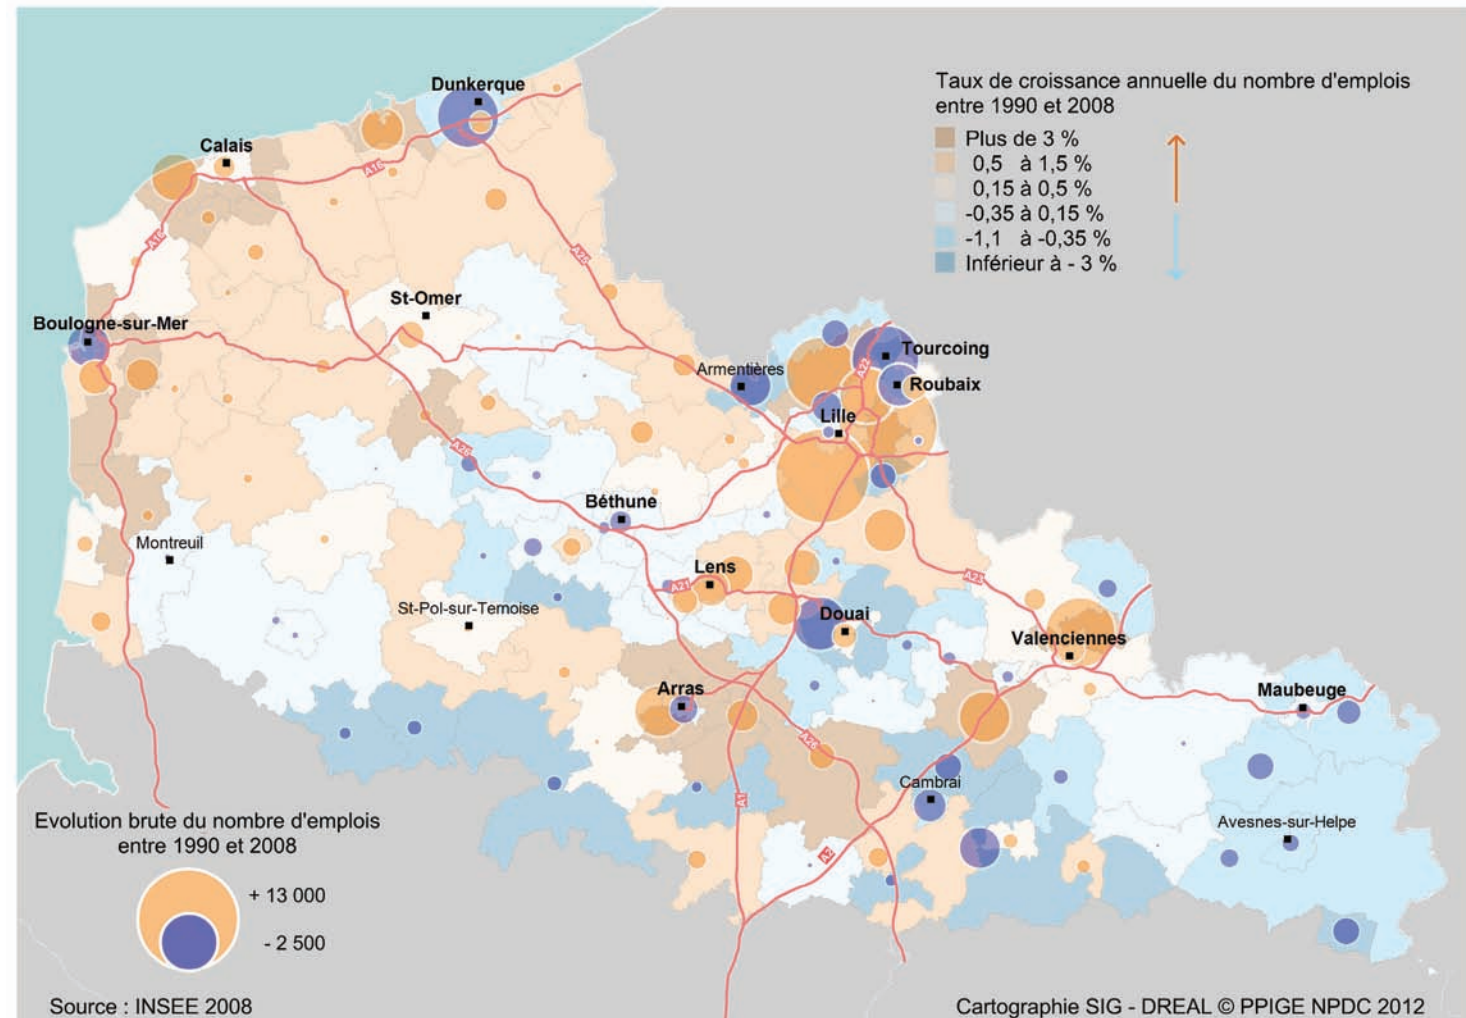 Dunkerque
Calais
A16
A16
A25
St-Omer
Boulogne-sur-Mer
Tourcoing
Armentières
A22
Roubaix
Lille
A26
Béthune
Montreuil
Lens
A21
A23
St-Pol-sur-Ternoise
Douai
Valenciennes
Arras
Maubeuge
A26
Cambrai
A1
Avesnes-sur-Helpe
A2
Taux de croissance annuelle du nombre d'emplois
entre 1990 et 2008
Plus de 3 %
0,5 à 1,5 %
0,15 à 0,5 %
-0,35 à 0,15 %
-1,1 à -0,35 %
Inférieur à - 3 %
Evolution brute du nombre d'emplois
entre 1990 et 2008
+ 13 000
- 2 500
Source : INSEE 2008
Cartographie SIG - DREAL © PPIGE NPDC 2012